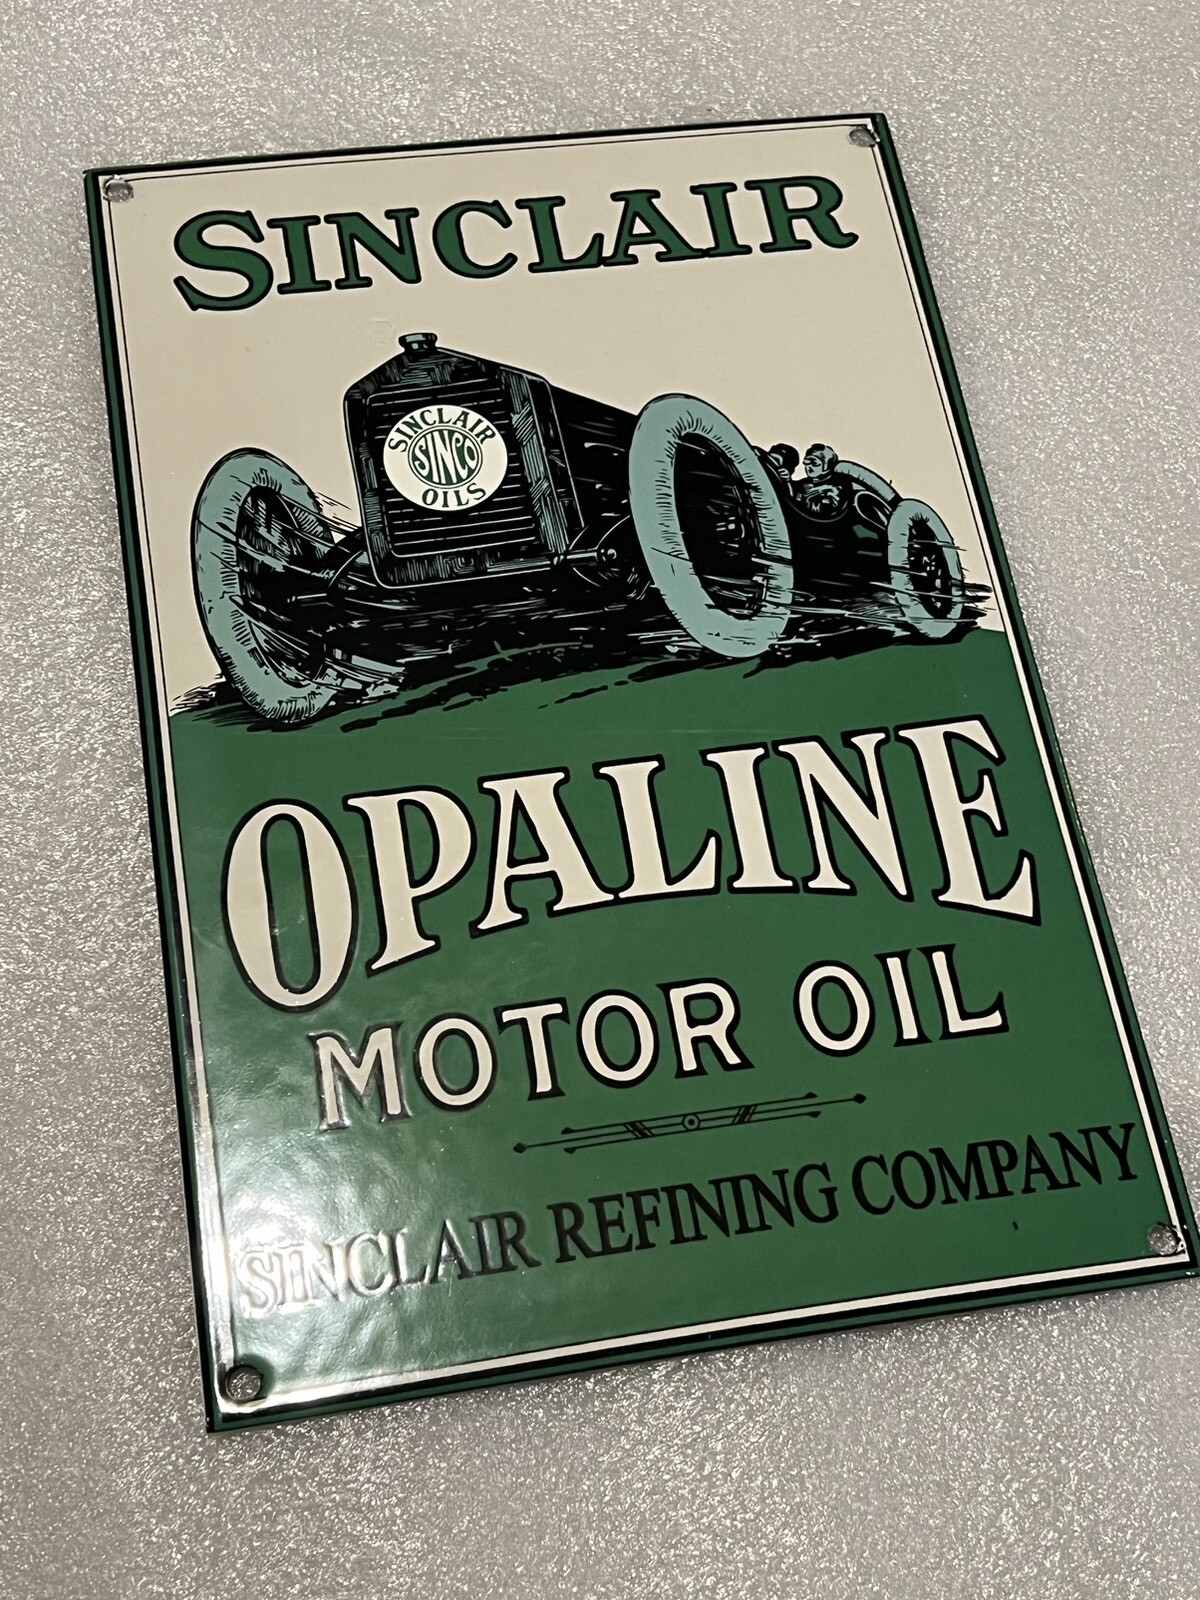 SINCLAIR
SINCLAIR
SINCO
OILS
OPALINE
MOTOR OIL
SINCLAIR REFINING COMPANY